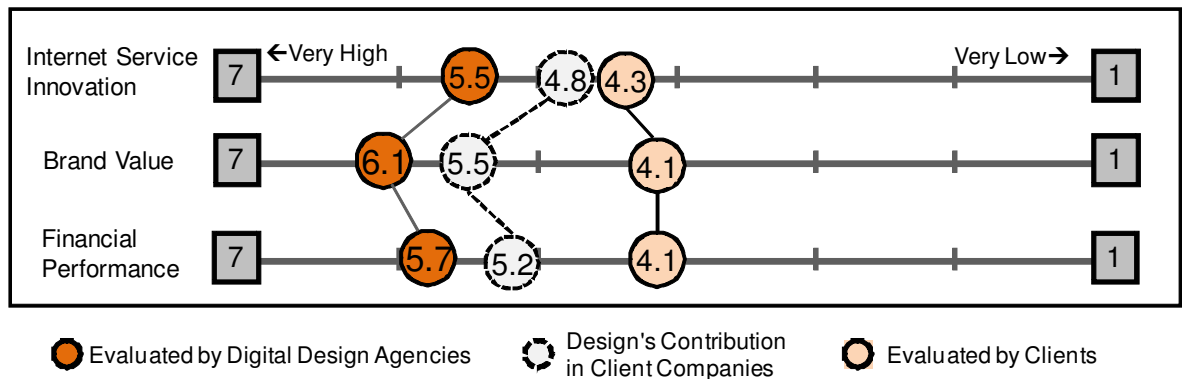 Internet Service
Innovation
7
←Very High
5.5
4.8
4.3
Very Low→
1
Brand Value
7
6.1
5.5
4.1
1
Financial
Performance
7
5.7
5.2
4.1
1
Evaluated by Digital Design Agencies
Design's Contribution
in Client Companies
Evaluated by Clients